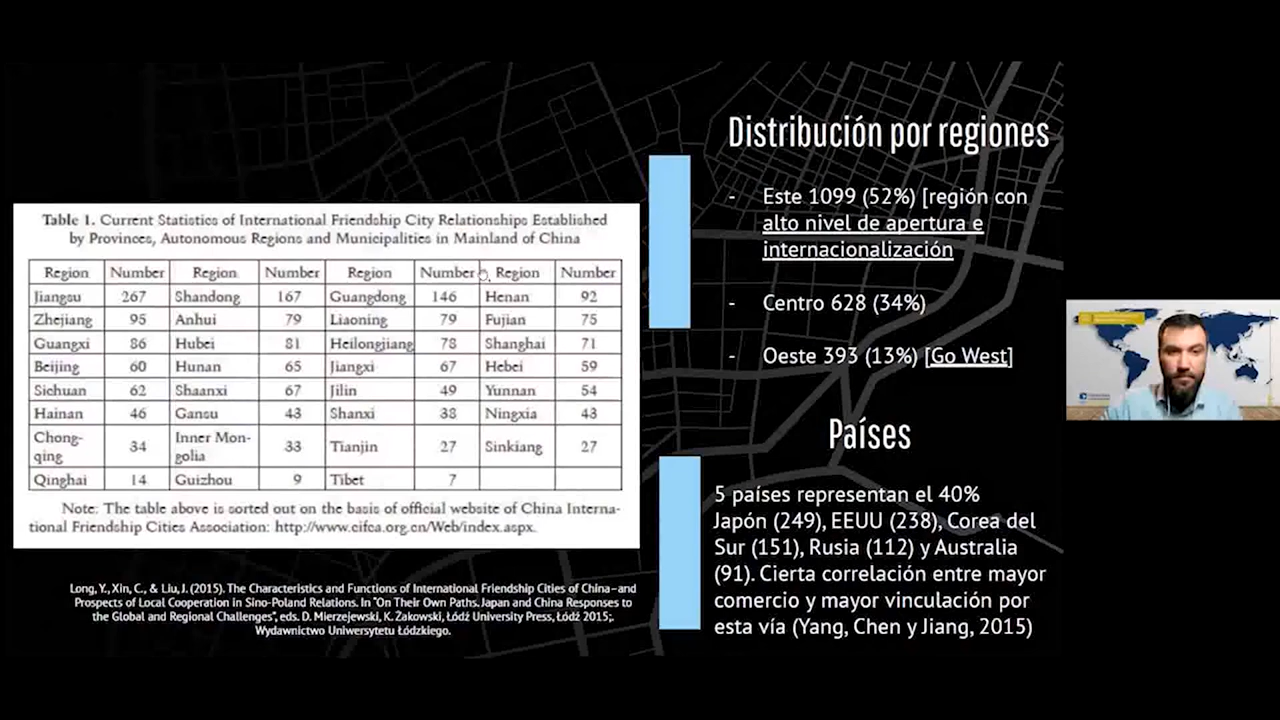 Distribución por regiones
- Este 1099 (52%) [región con
alto nivel de apertura e
internacionalización
- Centro 628 (34%)
- Oeste 393 (13%) [Go West]
Países
5 países representan el 40%
Japón (249), EEUU (238), Corea del
Sur (151), Rusia (112) y Australia
(91). Cierta correlación entre mayor
comercio y mayor vinculación por
esta vía (Yang, Chen y Jiang, 2015)
Table 1. Current Statistics of International Friendship City Relationships Established
by Provinces, Autonomous Regions and Municipalities in Mainland of China
Region Number Region Number Region Number Region Number
Jiangsu 267 Shandong 167 Guangdong 146 Henan 92
Zhejiang 95 Anhui 79 Liaoning 79 Fujian 75
Guangxi 86 Hubei 81 Heilongjiang 78 Shanghai 71
Beijing 60 Hunan 65 Jiangxi 67 Hebei 59
Sichuan 62 Shaanxi 67 Jilin 49 Yunnan 54
Hainan 46 Gansu 43 Shanxi 38 Ningxia 43
Chong-
qing 34 Inner Mon-
golia 33 Tianjin 27 Sinkiang 27
Qinghai 14 Guizhou 9 Tibet 7
Note: The table above is sorted out on the basis of official website of China Interna-
tional Friendship Cities Association: http://www.cifca.org.cn/Web/index.aspx.
Long, Y., Xin, C., & Liu, J. (2015). The Characteristics and Functions of International Friendship Cities of China–and
Prospects of Local Cooperation in Sino-Poland Relations. In "On Their Own Paths. Japan and China Responses to
the Global and Regional Challenges", eds. D. Mierzejewski, K. Żakowski, Łódź University Press, Łódź 2015;.
Wydawnictwo Uniwersytetu Łódzkiego.